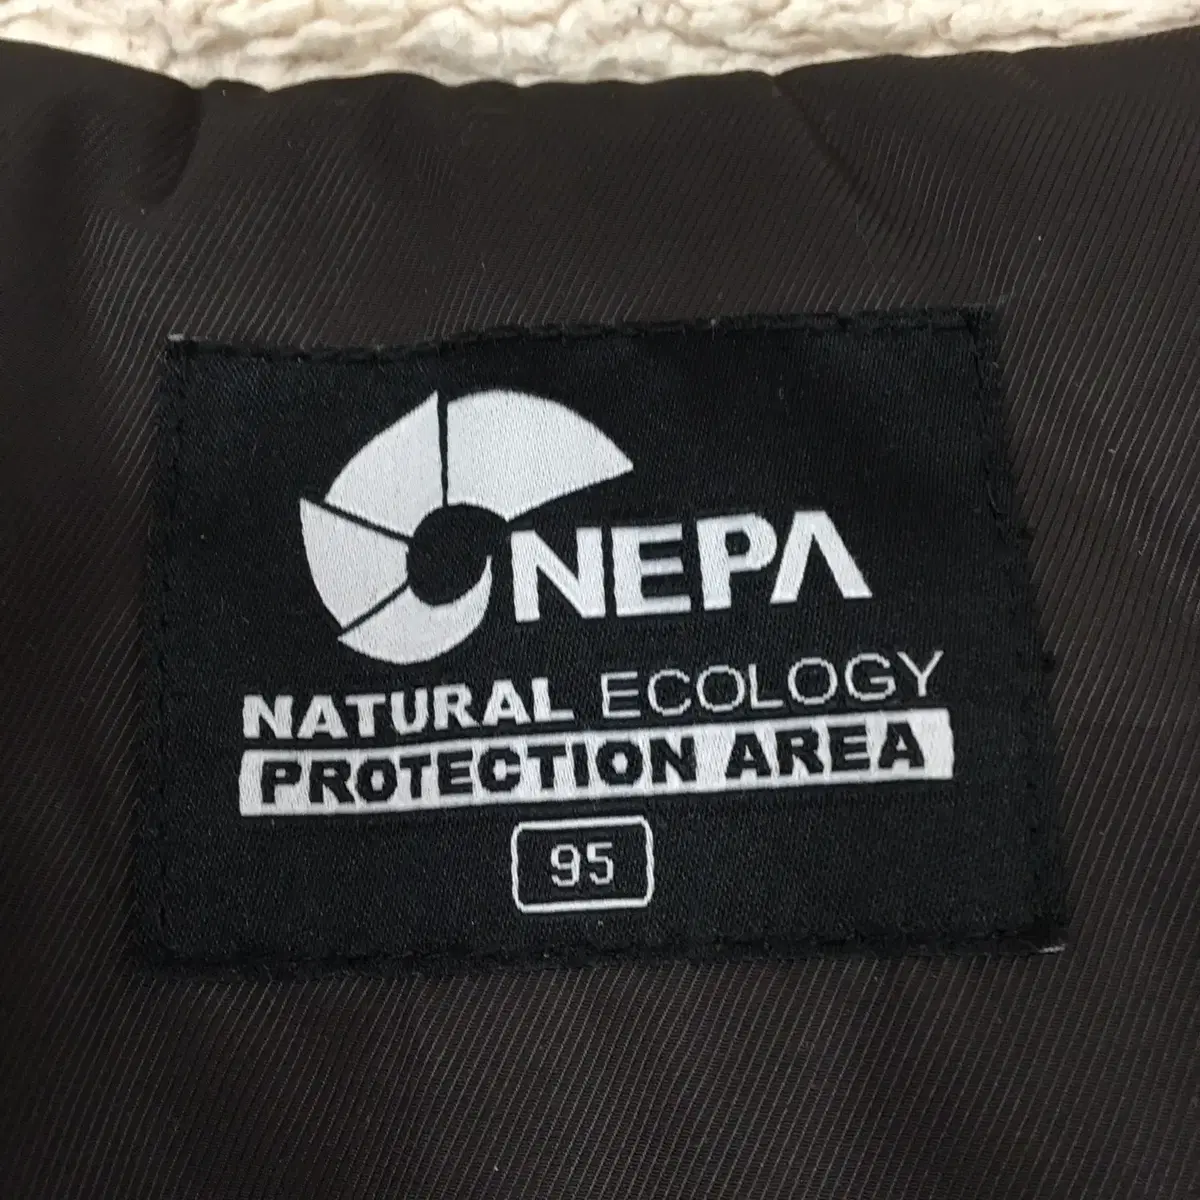 NEPA
NATURAL ECOLOGY
PROTECTION AREA
95